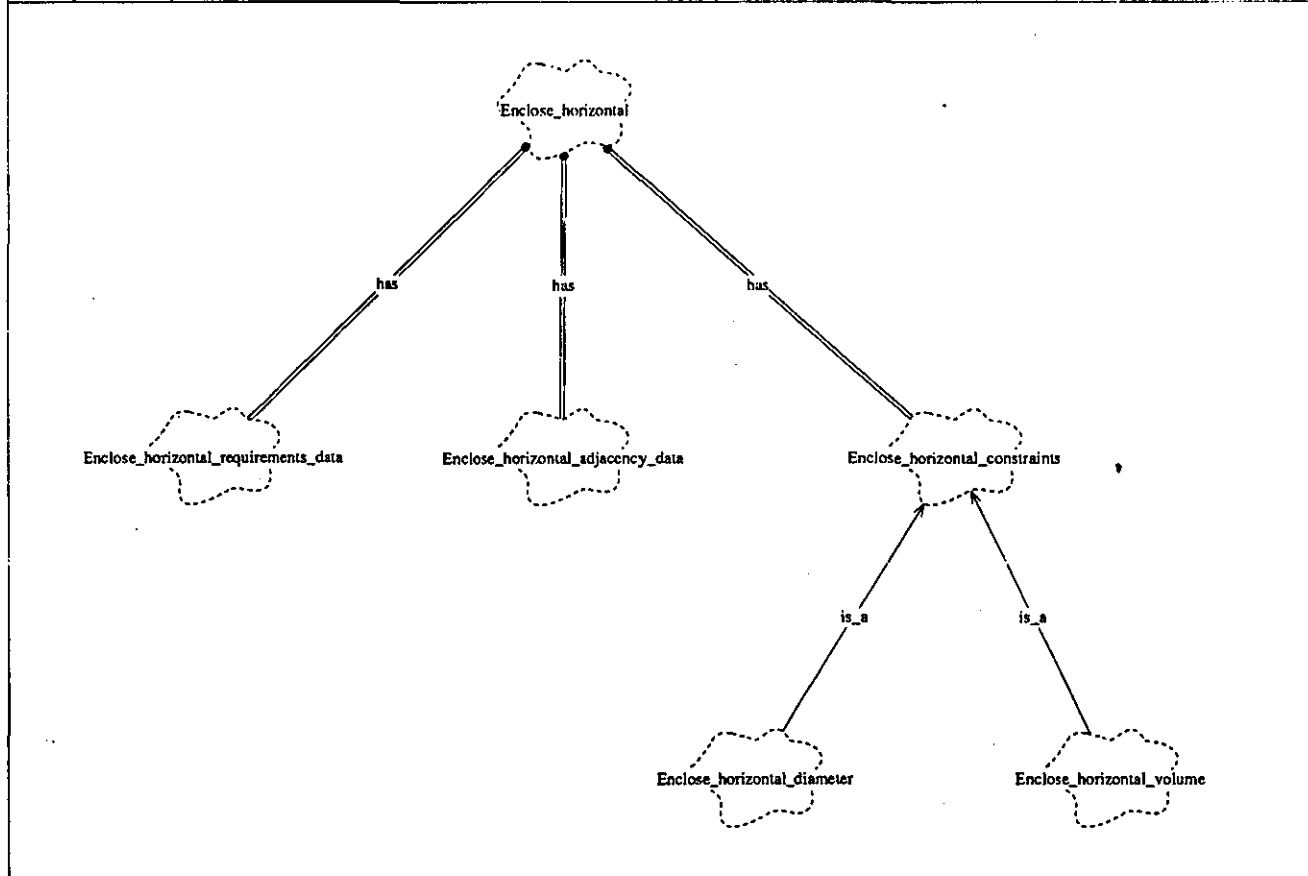 Enclose_horizontal
has
has
has
Enclose_horizontal_requirements_data
Enclose_horizontal_adjacency_data
Enclose_horizontal_constraints
is_a
is_a
Enclose_horizontal_diameter
Enclose_horizontal_volume